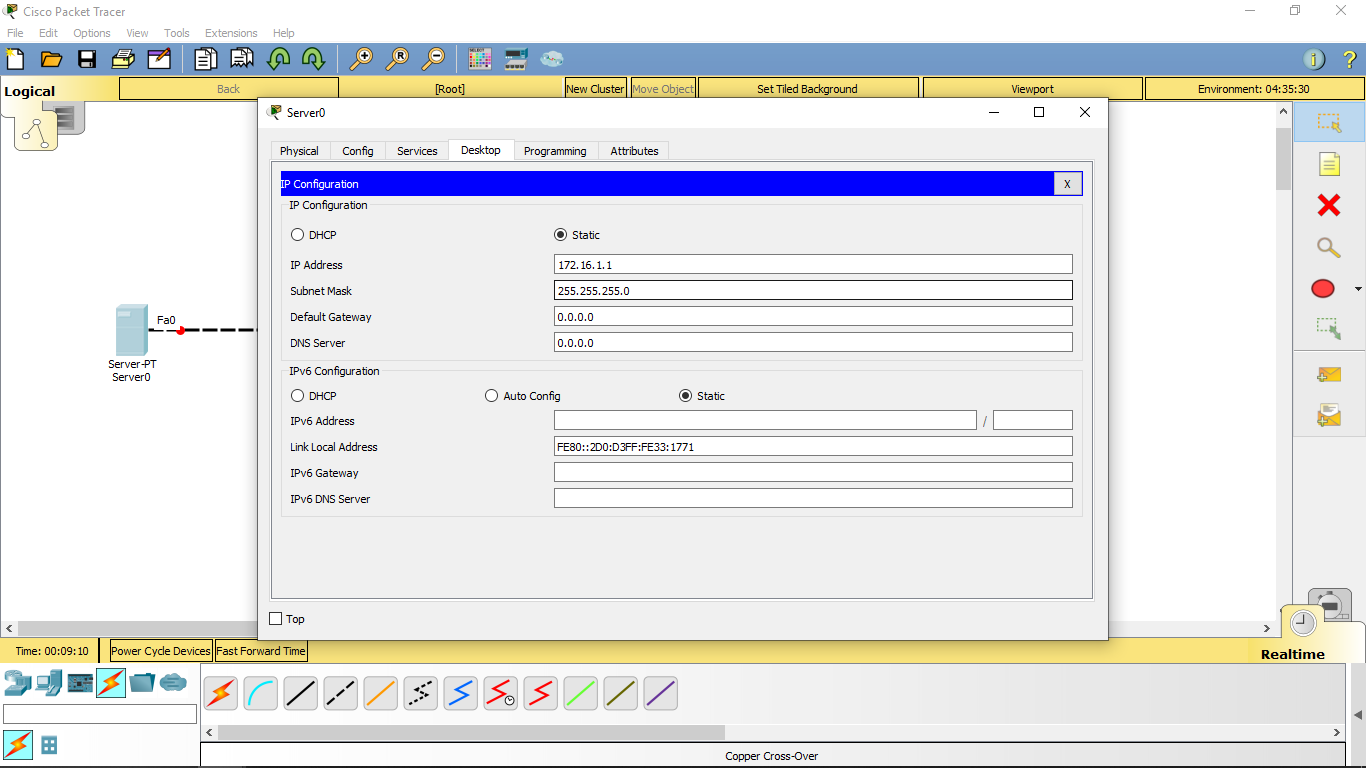 Cisco Packet Tracer
File Edit Options View Tools Extensions Help
SELECT
R
i ?
Logical
Back
[Root]
New Cluster
Move Object
Set Tiled Background
Viewport
Environment: 04:35:30
Server0
Physical Config Services Desktop Programming Attributes
IP Configuration X
IP Configuration
DHCP Static
IP Address 172.16.1.1
Subnet Mask 255.255.255.0
Default Gateway 0.0.0.0
DNS Server 0.0.0.0
IPv6 Configuration
DHCP Auto Config Static
IPv6 Address /
Link Local Address FE80::2D0:D3FF:FE33:1771
IPv6 Gateway
IPv6 DNS Server
Top
Fa0
Server-PT
Server0
Time: 00:09:10 Power Cycle Devices Fast Forward Time
Realtime
Copper Cross-Over